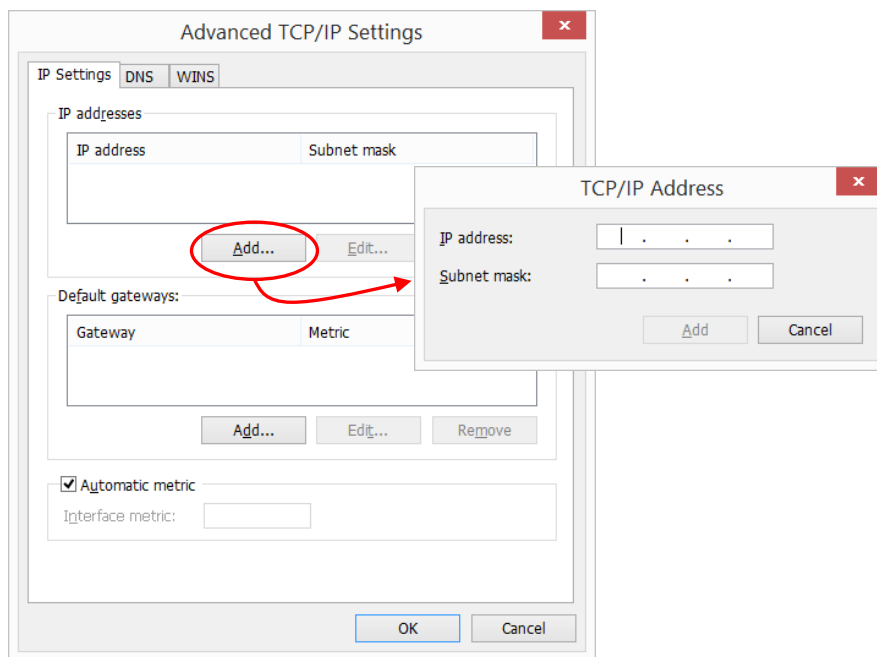 Advanced TCP/IP Settings
IP Settings DNS WINS
IP addresses
IP address Subnet mask
Add... Edit...
Default gateways:
Gateway Metric
Add... Edit... Remove
Automatic metric
Interface metric:
OK Cancel
TCP/IP Address
IP address: . . .
Subnet mask: . . .
Add Cancel